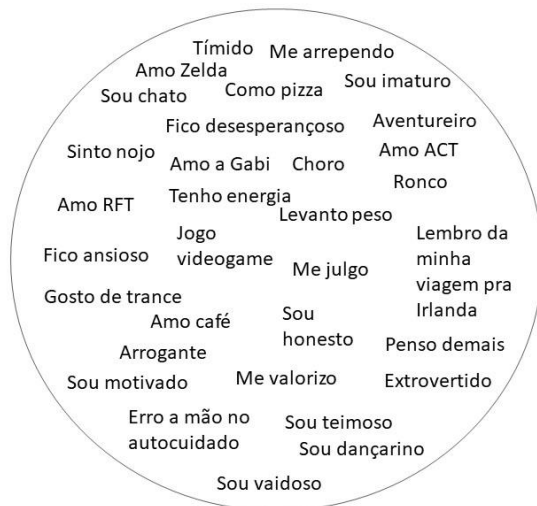 Tímido
Me arrependo
Amo Zelda
Sou imaturo
Sou chato
Como pizza
Fico desesperançoso
Aventureiro
Sinto nojo
Amo ACT
Amo a Gabi
Choro
Ronco
Tenho energia
Amo RFT
Levanto peso
Jogo
videogame
Lembro da
minha
viagem pra
Irlanda
Fico ansioso
Me julgo
Gosto de trance
Amo café
Sou
honesto
Arrogante
Penso demais
Sou motivado
Me valorizo
Extrovertido
Erro a mão no
autocuidado
Sou teimoso
Sou dançarino
Sou vaidoso